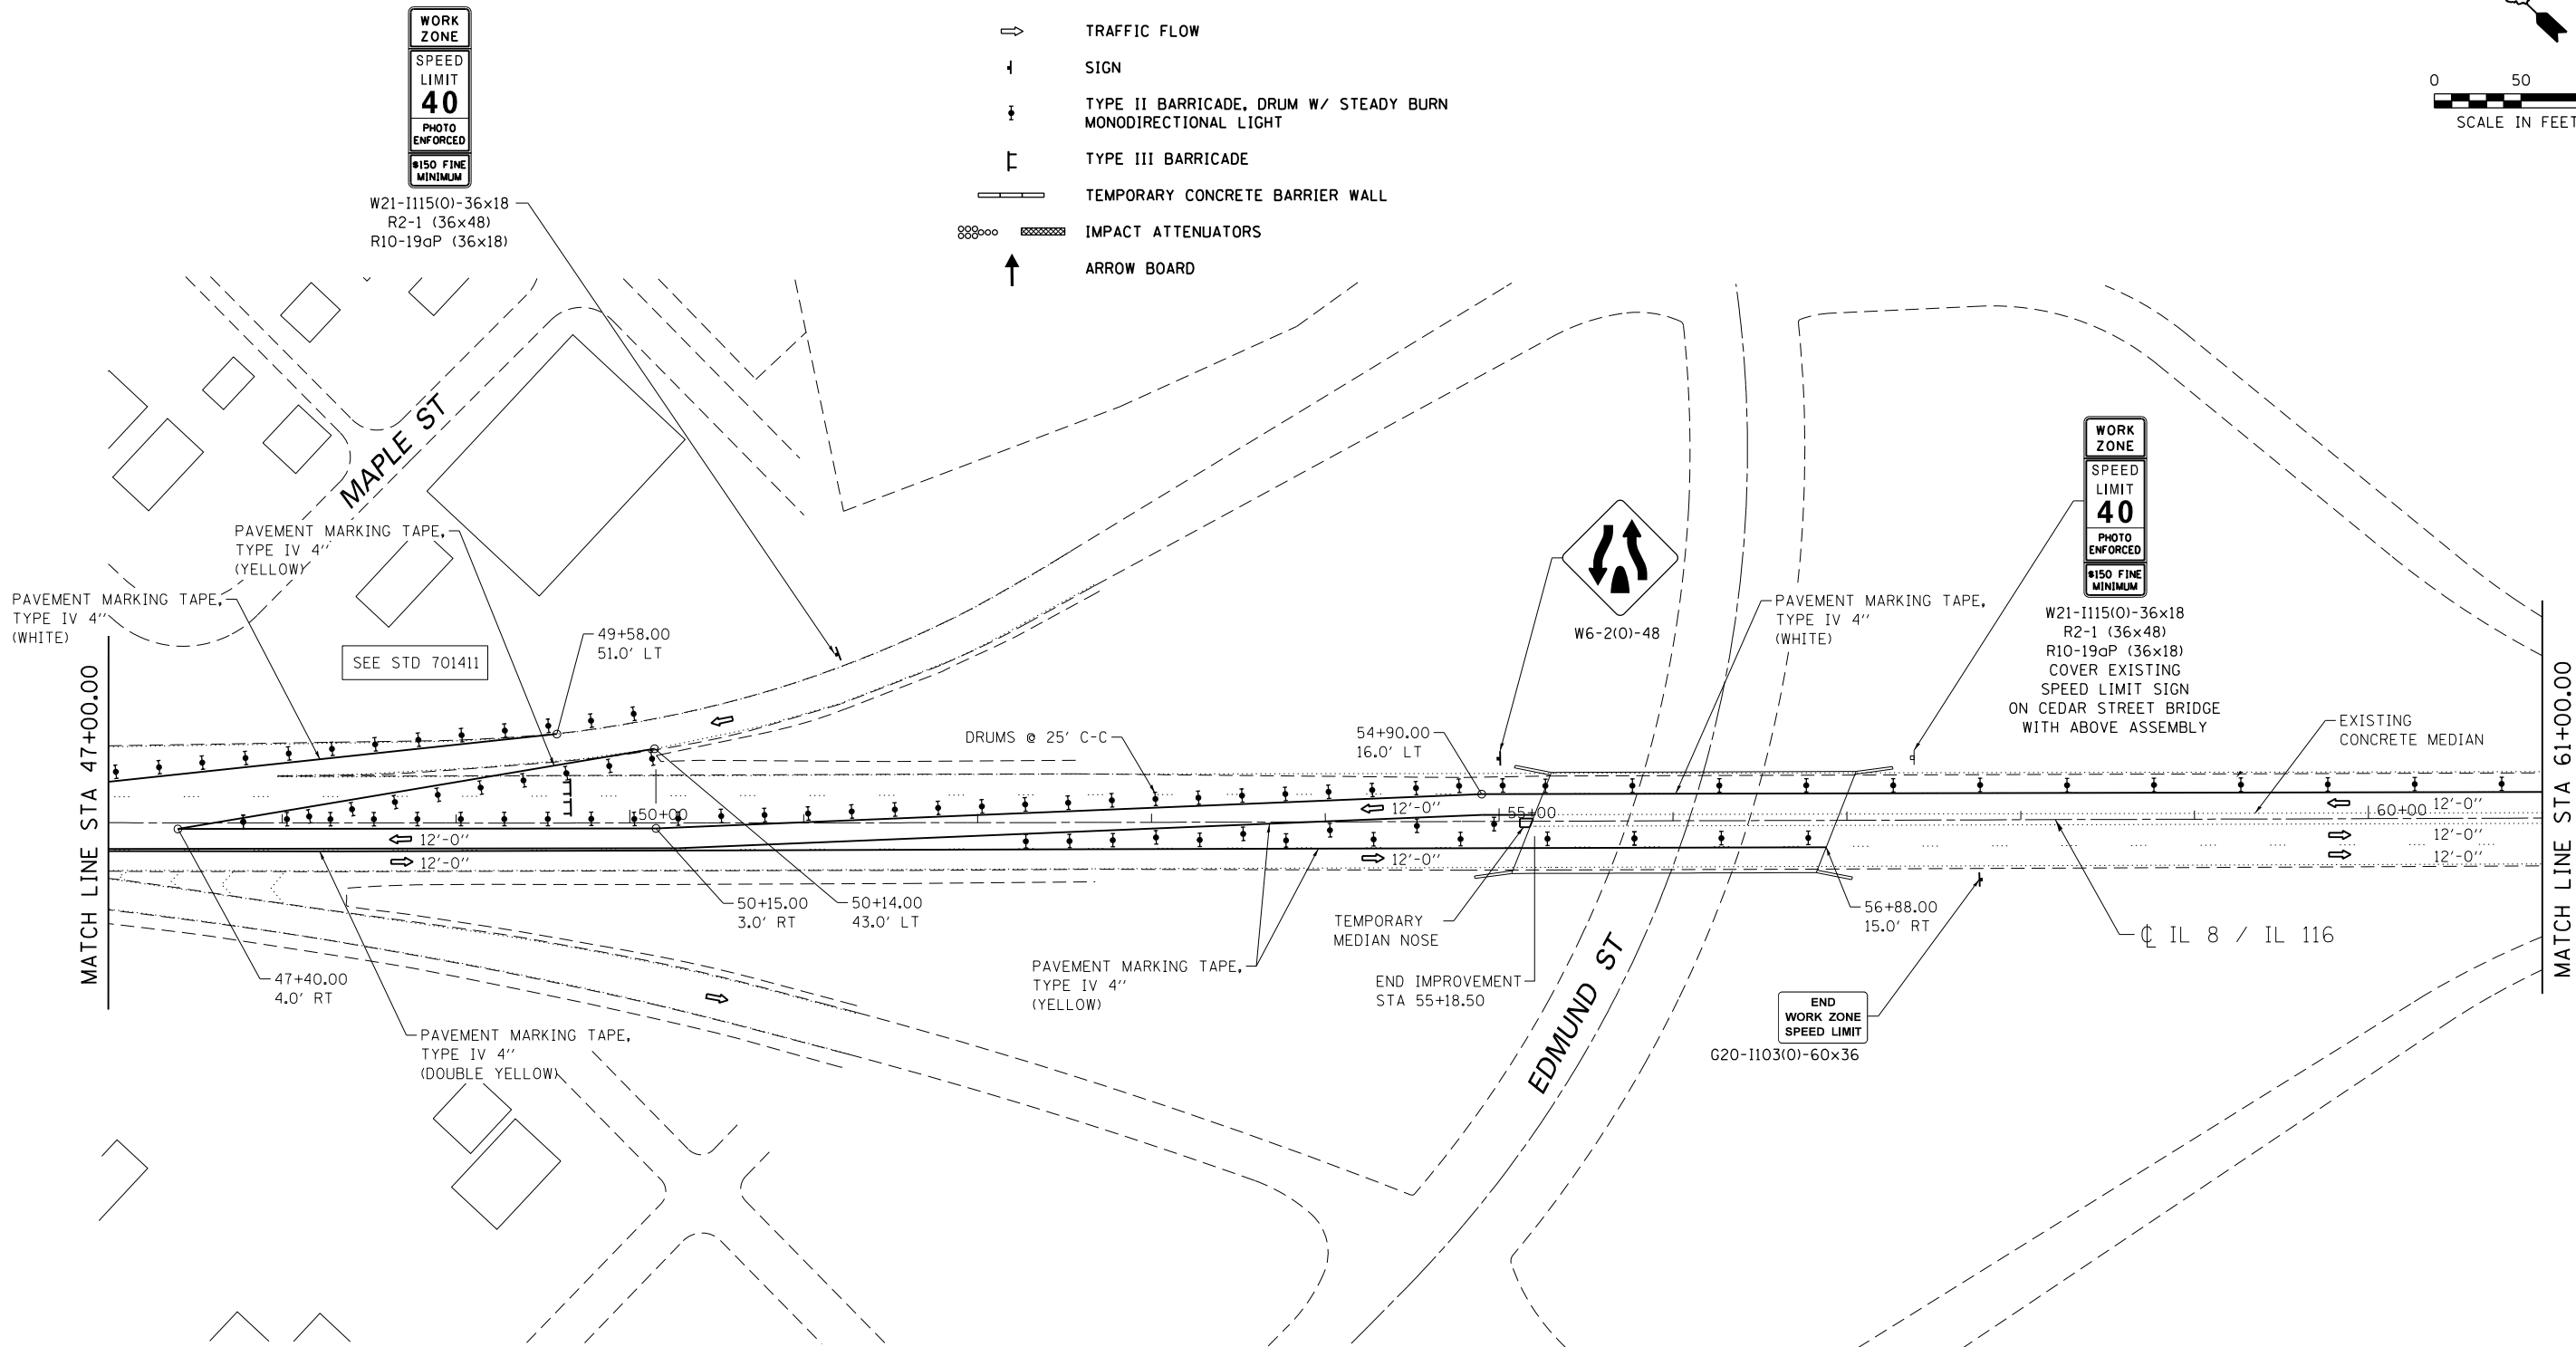 WORK
ZONE
SPEED
LIMIT
40
PHOTO
ENFORCED
$150 FINE
MINIMUM
W21-I115(O)-36x18
R2-1 (36x48)
R10-19aP (36x18)
TRAFFIC FLOW
SIGN
TYPE II BARRICADE, DRUM W/ STEADY BURN
MONODIRECTIONAL LIGHT
TYPE III BARRICADE
TEMPORARY CONCRETE BARRIER WALL
IMPACT ATTENUATORS
ARROW BOARD
0 50
SCALE IN FEET
MAPLE ST
PAVEMENT MARKING TAPE,
TYPE IV 4''
(YELLOW)
PAVEMENT MARKING TAPE,
TYPE IV 4''
(WHITE)
SEE STD 701411
49+58.00
51.0' LT
MATCH LINE STA 47+00.00
DRUMS @ 25' C-C
54+90.00
16.0' LT
W6-2(O)-48
PAVEMENT MARKING TAPE,
TYPE IV 4''
(WHITE)
WORK
ZONE
SPEED
LIMIT
40
PHOTO
ENFORCED
$150 FINE
MINIMUM
W21-I115(O)-36x18
R2-1 (36x48)
R10-19aP (36x18)
COVER EXISTING
SPEED LIMIT SIGN
ON CEDAR STREET BRIDGE
WITH ABOVE ASSEMBLY
EXISTING
CONCRETE MEDIAN
MATCH LINE STA 61+00.00
50+00
55+00
60+00
12'-0''
12'-0''
12'-0''
12'-0''
12'-0''
12'-0''
12'-0''
50+15.00
3.0' RT
50+14.00
43.0' LT
47+40.00
4.0' RT
PAVEMENT MARKING TAPE,
TYPE IV 4''
(DOUBLE YELLOW)
PAVEMENT MARKING TAPE,
TYPE IV 4''
(YELLOW)
TEMPORARY
MEDIAN NOSE
END IMPROVEMENT
STA 55+18.50
EDMUND ST
56+88.00
15.0' RT
℄ IL 8 / IL 116
END
WORK ZONE
SPEED LIMIT
G20-I103(O)-60x36